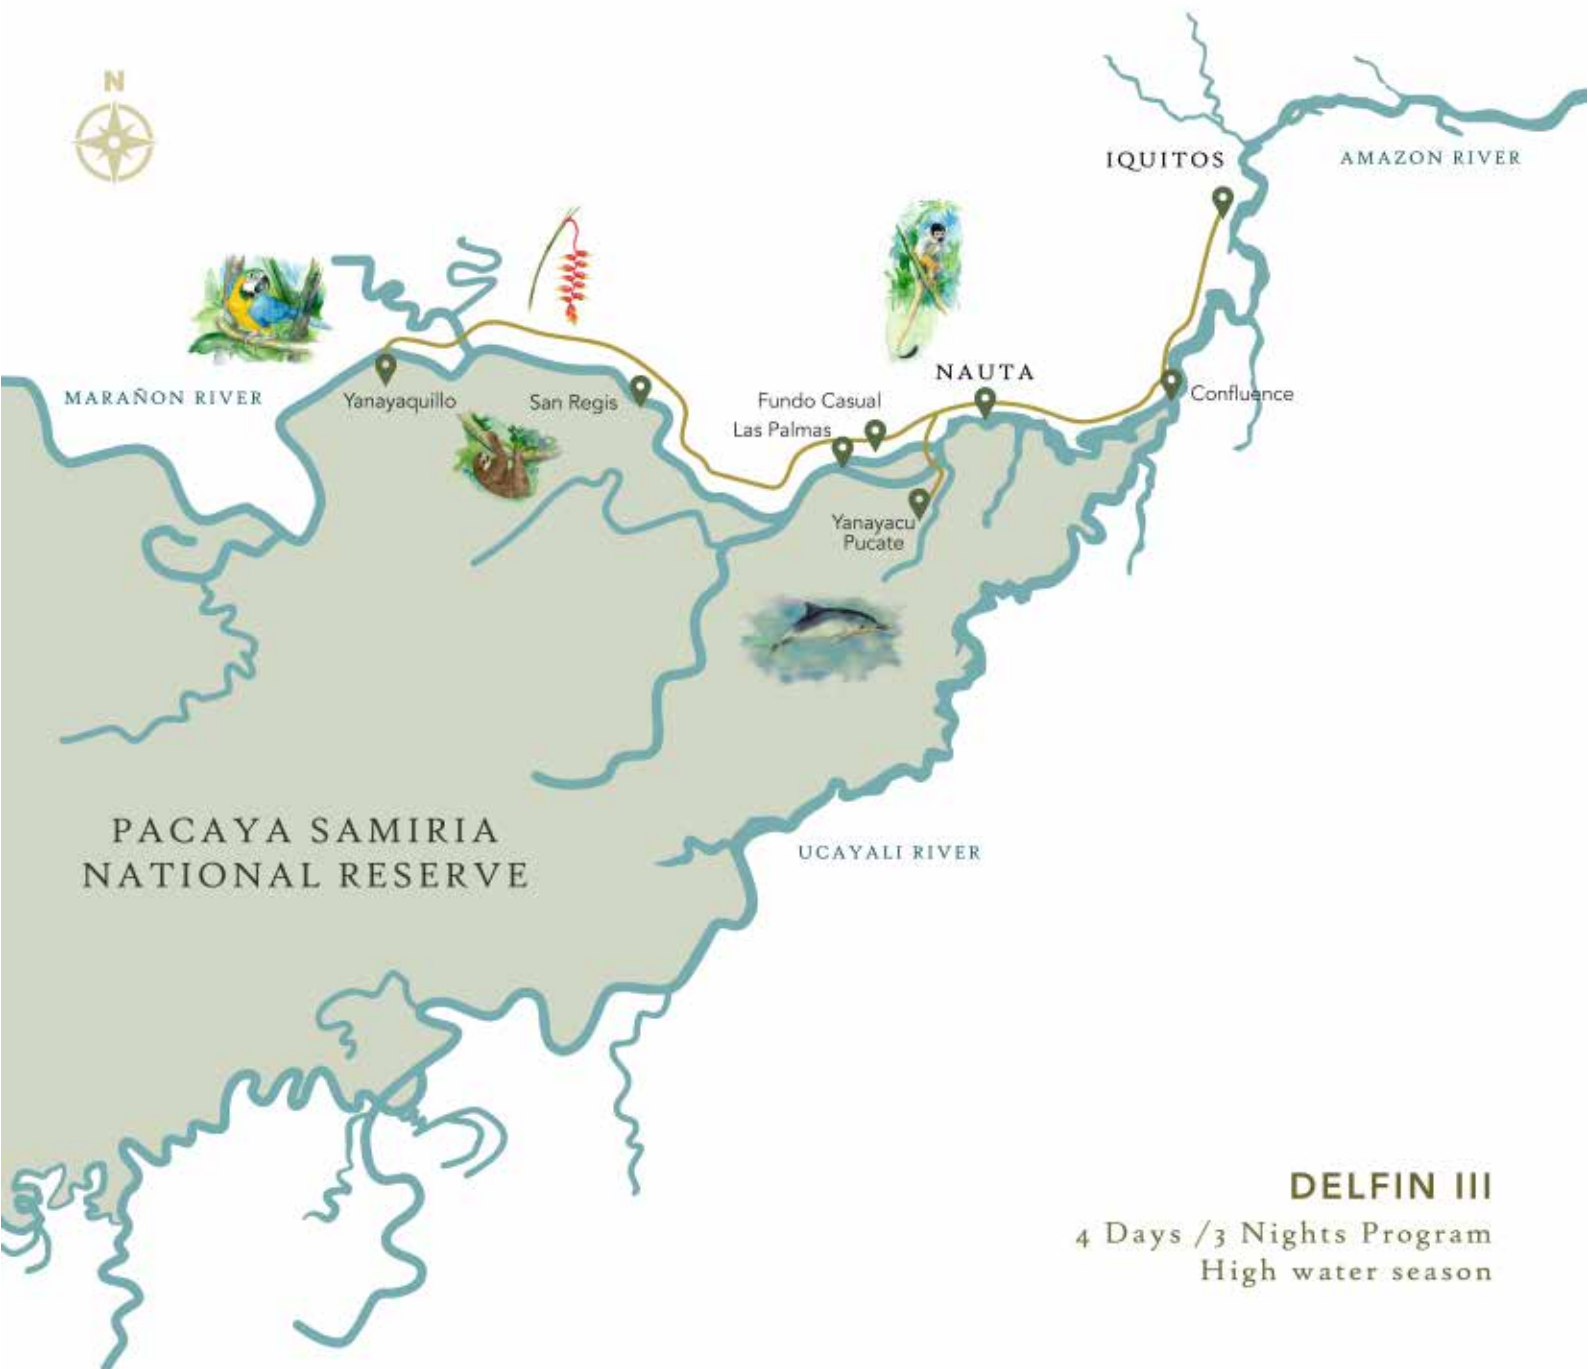 N
IQUITOS
AMAZON RIVER
NAUTA
MARAÑON RIVER
Yanayaquillo
San Regis
Fundo Casual
Las Palmas
Confluence
Yanayacu
Pucate
PACAYA SAMIRIA
NATIONAL RESERVE
UCAYALI RIVER
DELFIN III
4 Days /3 Nights Program
High water season